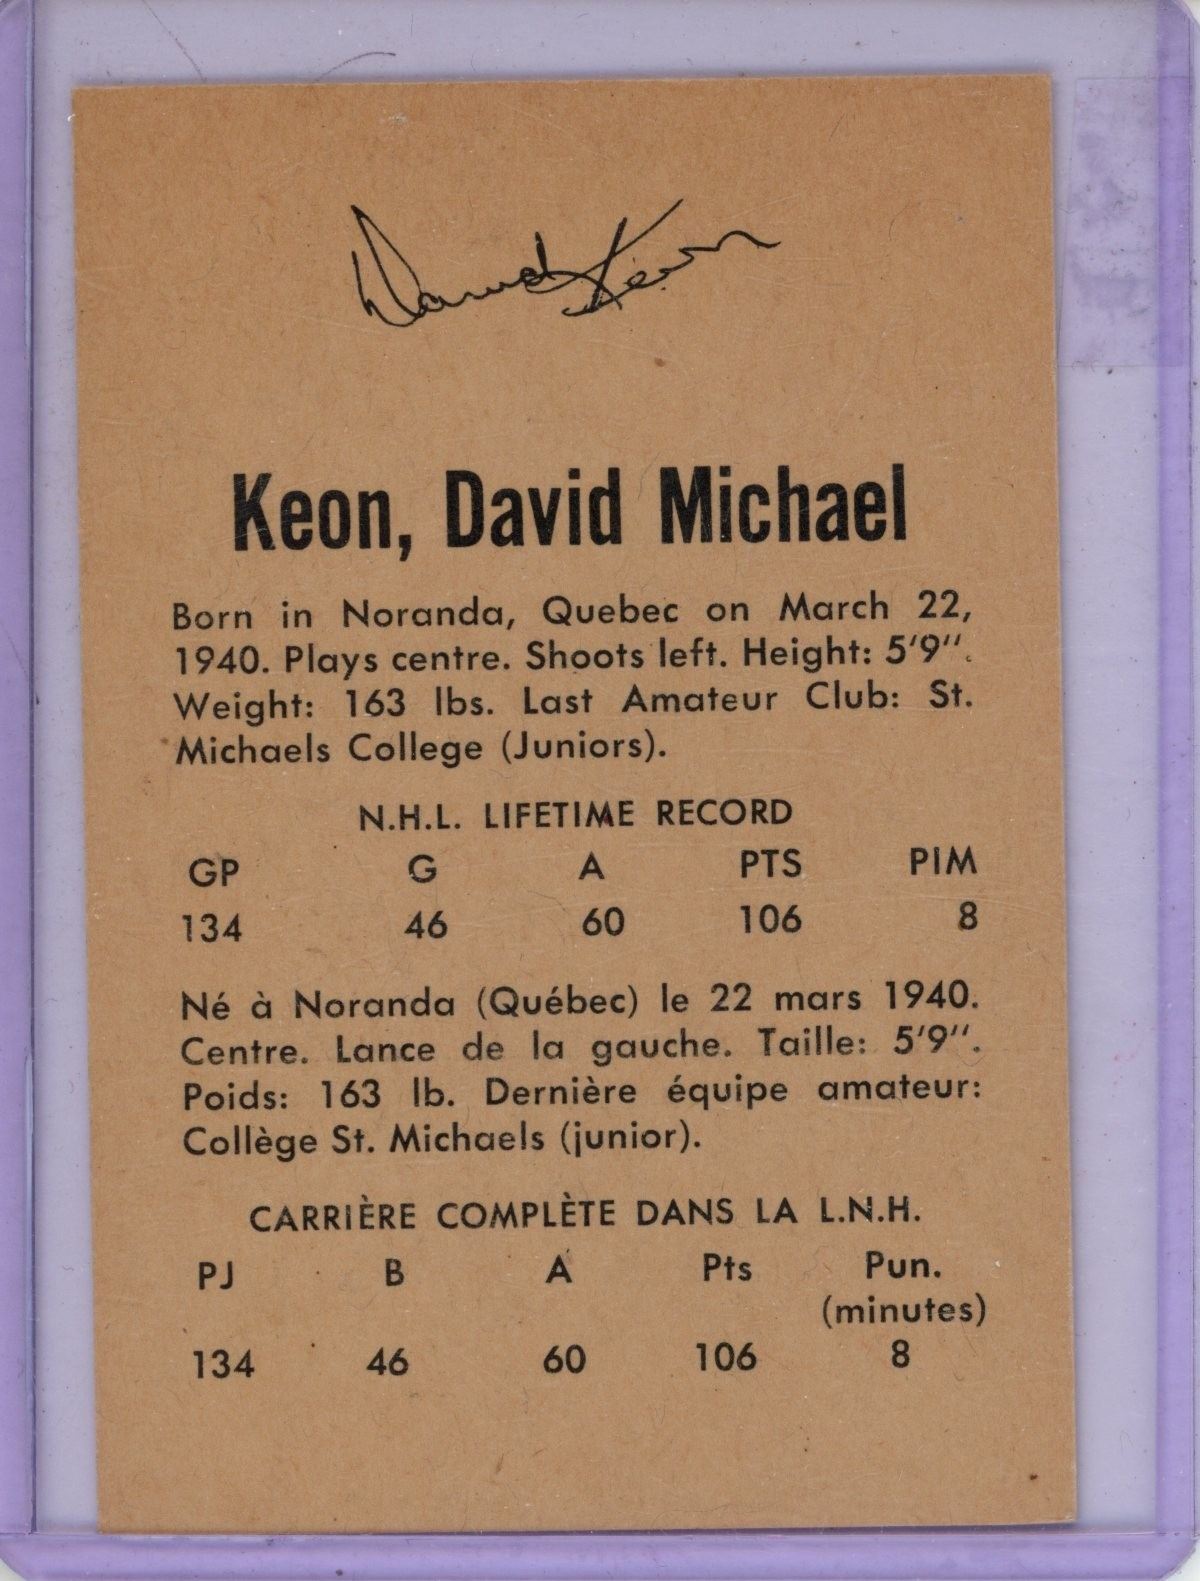 David Keon
Keon, David Michael
Born in Noranda, Quebec on March 22,
1940. Plays centre. Shoots left. Height: 5'9".
Weight: 163 lbs. Last Amateur Club: St.
Michaels College (Juniors).
N.H.L. LIFETIME RECORD
GP G A PTS PIM
134 46 60 106 8
Né à Noranda (Québec) le 22 mars 1940.
Centre. Lance de la gauche. Taille: 5'9".
Poids: 163 lb. Dernière équipe amateur:
Collège St. Michaels (junior).
CARRIÈRE COMPLÈTE DANS LA L.N.H.
PJ B A Pts Pun.
(minutes)
134 46 60 106 8